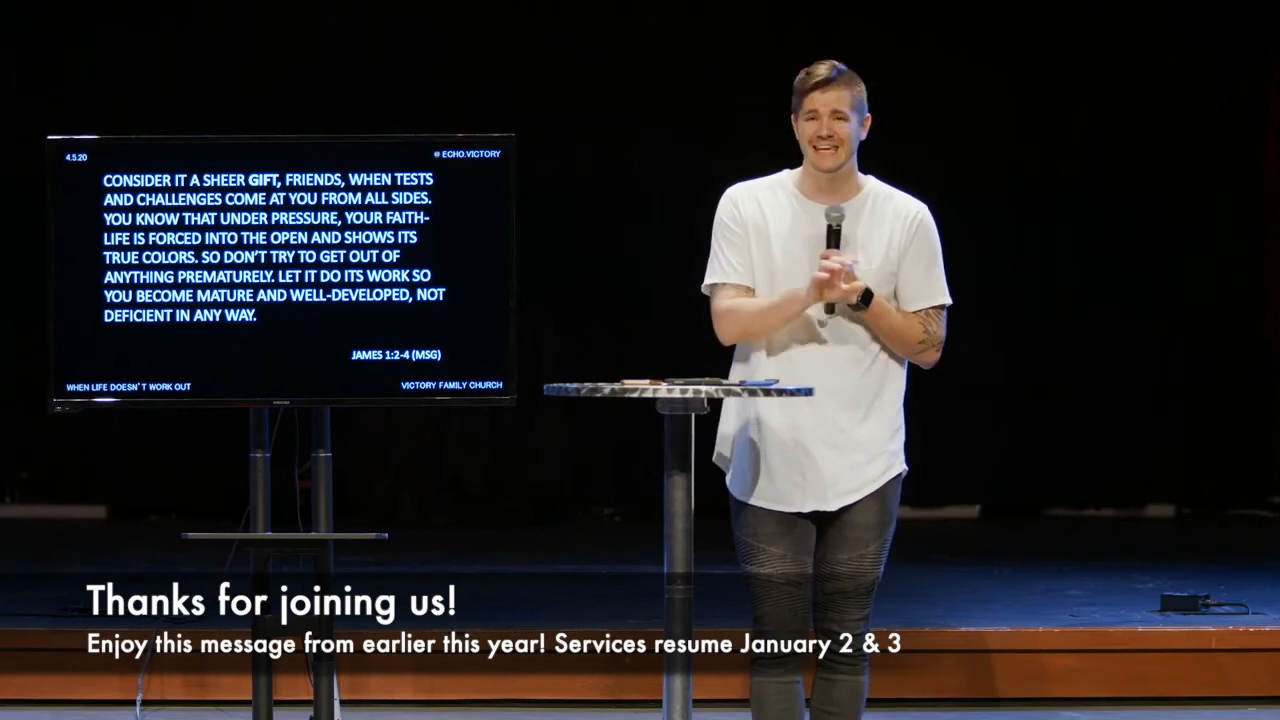 4.5.20
@ ECHO.VICTORY
CONSIDER IT A SHEER GIFT, FRIENDS, WHEN TESTS
AND CHALLENGES COME AT YOU FROM ALL SIDES.
YOU KNOW THAT UNDER PRESSURE, YOUR FAITH-
LIFE IS FORCED INTO THE OPEN AND SHOWS ITS
TRUE COLORS. SO DON'T TRY TO GET OUT OF
ANYTHING PREMATURELY. LET IT DO ITS WORK SO
YOU BECOME MATURE AND WELL-DEVELOPED, NOT
DEFICIENT IN ANY WAY.
JAMES 1:2-4 (MSG)
WHEN LIFE DOESN'T WORK OUT
VICTORY FAMILY CHURCH
Thanks for joining us!
Enjoy this message from earlier this year! Services resume January 2 & 3